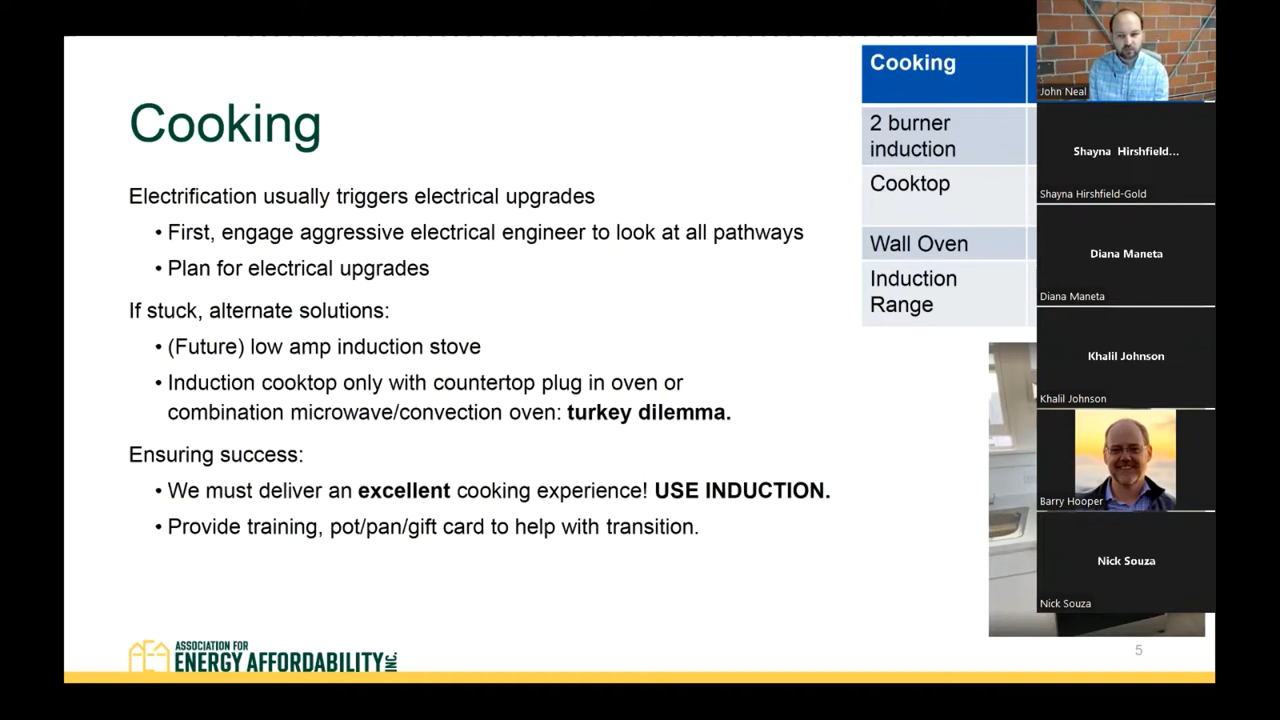 Cooking
Electrification usually triggers electrical upgrades
• First, engage aggressive electrical engineer to look at all pathways
• Plan for electrical upgrades
If stuck, alternate solutions:
• (Future) low amp induction stove
• Induction cooktop only with countertop plug in oven or
combination microwave/convection oven: turkey dilemma.
Ensuring success:
• We must deliver an excellent cooking experience! USE INDUCTION.
• Provide training, pot/pan/gift card to help with transition.
ASSOCIATION FOR
ENERGY AFFORDABILITY INC.
Cooking
2 burner
induction
Cooktop
Wall Oven
Induction
Range
5
John Neal
Shayna Hirshfield...
Shayna Hirshfield-Gold
Diana Maneta
Diana Maneta
Khalil Johnson
Khalil Johnson
Barry Hooper
Nick Souza
Nick Souza